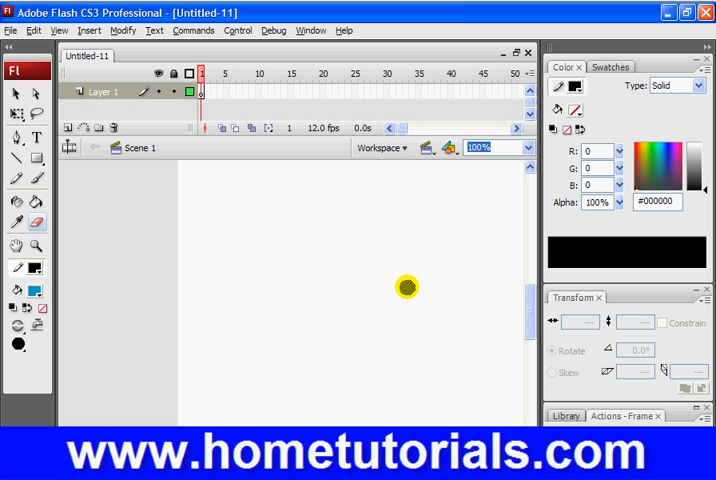 Fl Adobe Flash CS3 Professional - [Untitled-11]
File Edit View Insert Modify Text Commands Control Debug Window Help
Untitled-11
Fl
1 5 10 15 20 25 30 35 40 45 50
Layer 1
1 12.0 fps 0.0s
Scene 1 Workspace 100%
Color × Swatches
Type: Solid
R: 0
G: 0
B: 0
Alpha: 100% #000000
Transform ×
--- --- Constrain
Rotate 0.0°
Skew --- ---
Library Actions - Frame ×
www.hometutorials.com